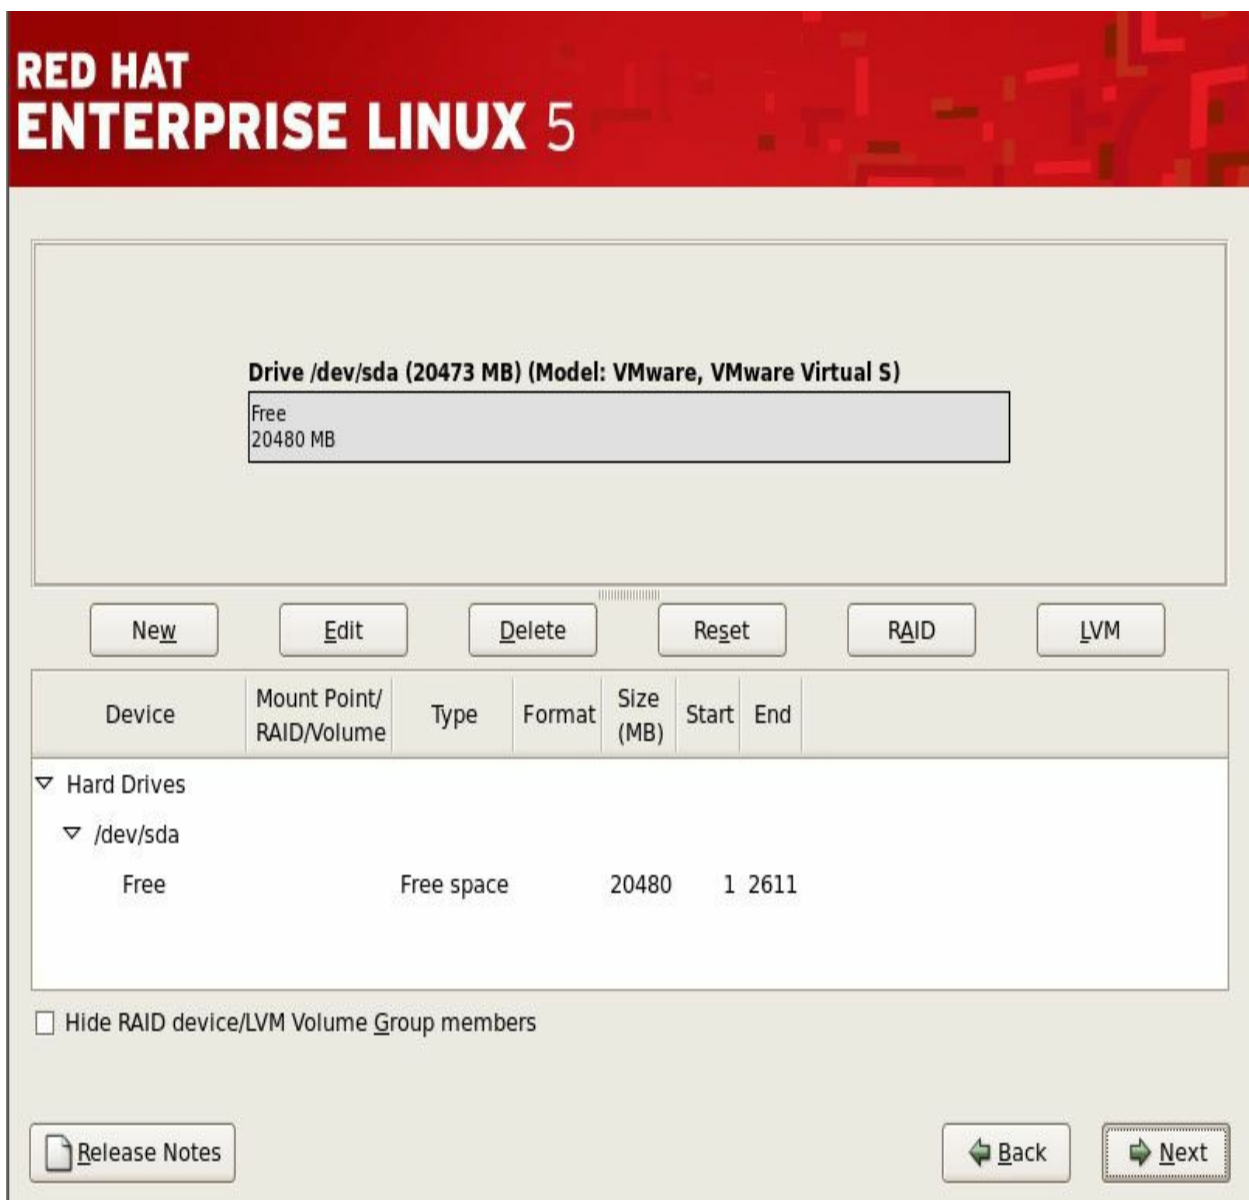 RED HAT
ENTERPRISE LINUX 5
Drive /dev/sda (20473 MB) (Model: VMware, VMware Virtual S)
Free
20480 MB
New Edit Delete Reset RAID LVM
Device Mount Point/ RAID/Volume Type Format Size (MB) Start End
Hard Drives
/dev/sda
Free Free space 20480 1 2611
Hide RAID device/LVM Volume Group members
Release Notes Back Next